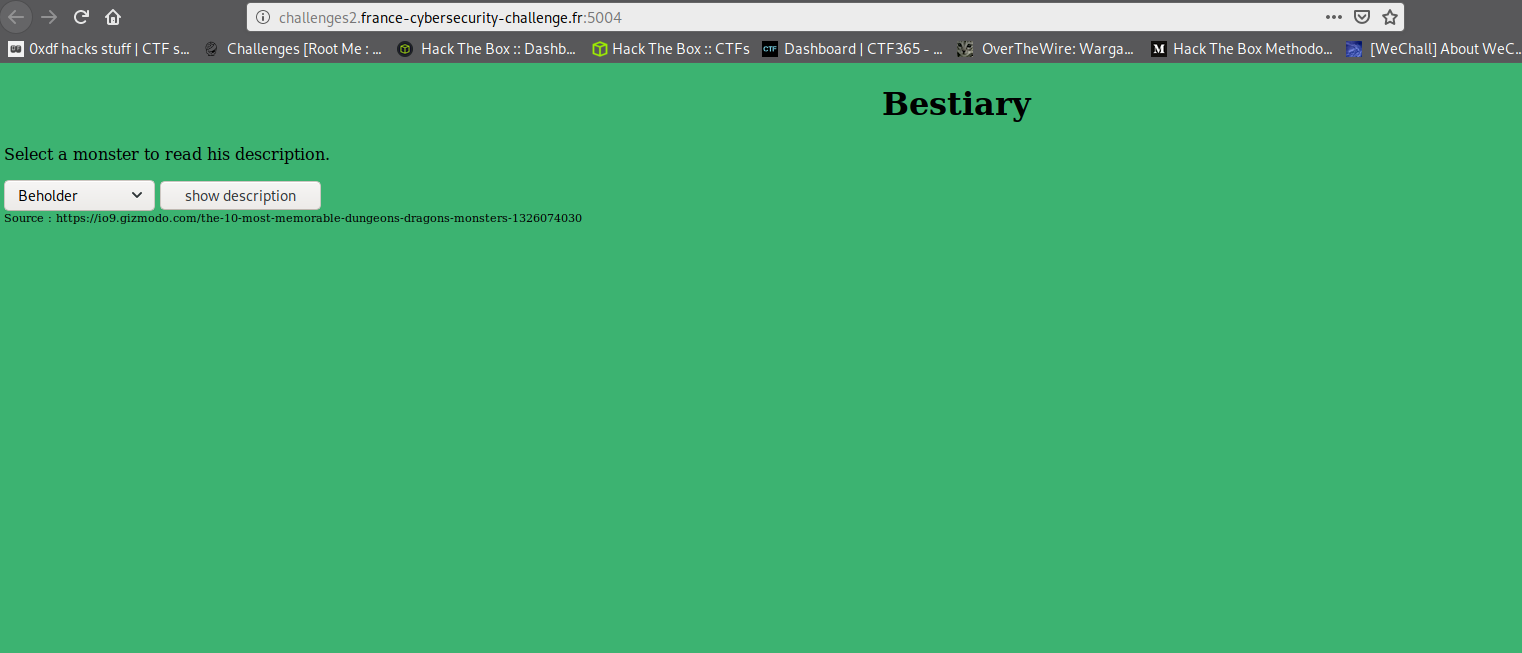 challenges2.france-cybersecurity-challenge.fr:5004
0xdf hacks stuff | CTF s... Challenges [Root Me : ... Hack The Box :: Dashb... Hack The Box :: CTFs CTF Dashboard | CTF365 - ... OverTheWire: Warga... M Hack The Box Methodo... [WeChall] About WeC...
Bestiary
Select a monster to read his description.
Beholder show description
Source : https://io9.gizmodo.com/the-10-most-memorable-dungeons-dragons-monsters-1326074030